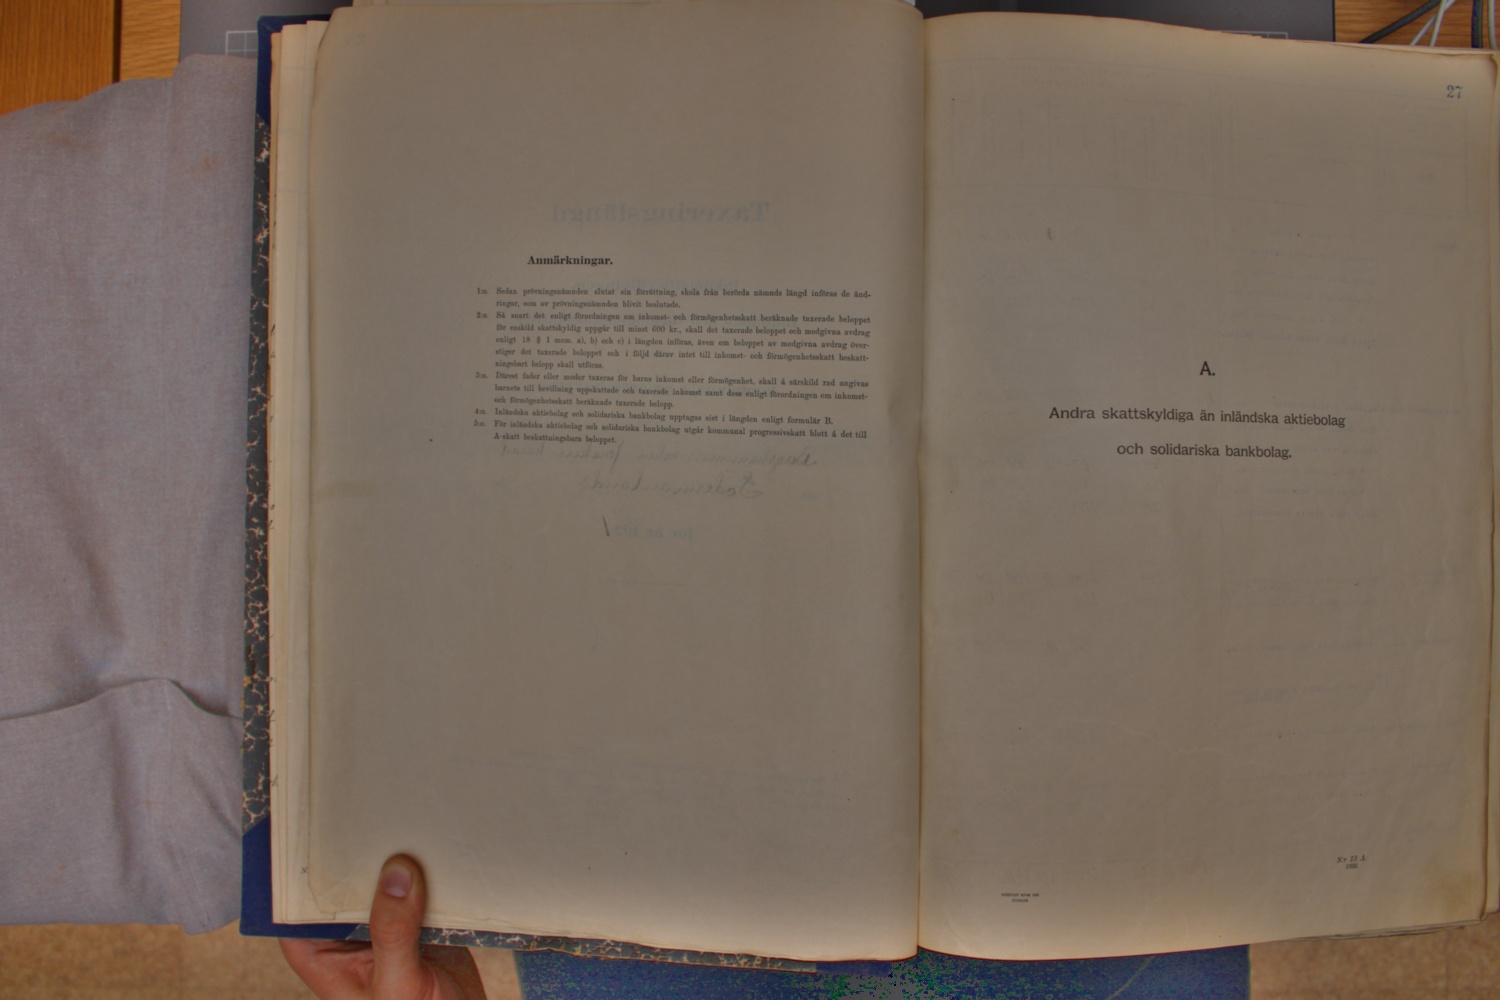 Anmärkningar.
1:o. Sedan prövningsnämnden slutat sin förrättning, skola från berörda nämnds längd införas de änd-
ringar, som av prövningsnämnden blivit beslutade.
2:o. Så snart det enligt förordningen om inkomst- och förmögenhetsskatt beräknade taxerade beloppet
för enskild skattskyldig uppgår till minst 600 kr., skall det taxerade beloppet och medgivna avdrag
enligt 18 § 1 mom. a), b) och c) i längden införas, även om beloppet av medgivna avdrag över-
stiger det taxerade beloppet och i följd därav intet till inkomst- och förmögenhetsskatt beskatt-
ningsbart belopp skall utföras.
3:o. Därest fader eller moder taxeras för barns inkomst eller förmögenhet, skall å särskild rad angivas
barnets till bevillning uppskattade och taxerade inkomst samt dess enligt förordningen om inkomst-
och förmögenhetsskatt beräknade taxerade belopp.
4:o. Inländska aktiebolag och solidariska bankbolag upptagas sist i längden enligt formulär B.
5:o. För inländska aktiebolag och solidariska bankbolag utgår kommunal progressivskatt blott å det till
A-skatt beskattningsbara beloppet.
27
A.
Andra skattskyldiga än inländska aktiebolag
och solidariska bankbolag.
Nr 13 A.